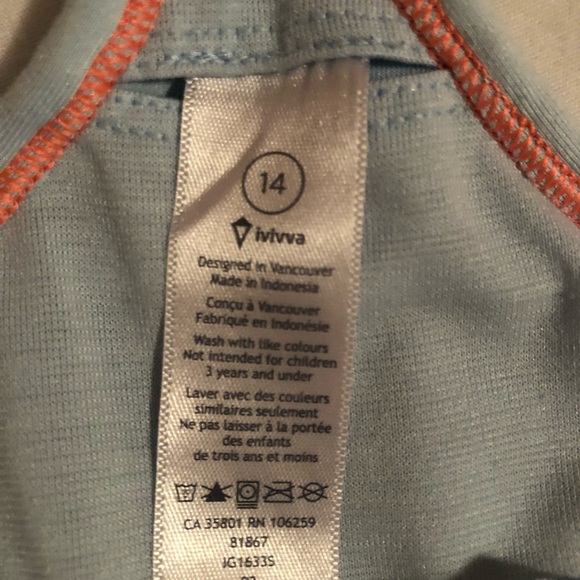 14
ivivva
Designed in Vancouver
Made in Indonesia
Conçu à Vancouver
Fabriqué en Indonésie
Wash with like colours
Not intended for children
3 years and under
Laver avec des couleurs
similaires seulement
Ne pas laisser à la portée
des enfants
de trois ans et moins
CA 35801 RN 106259
81867
IG1633S